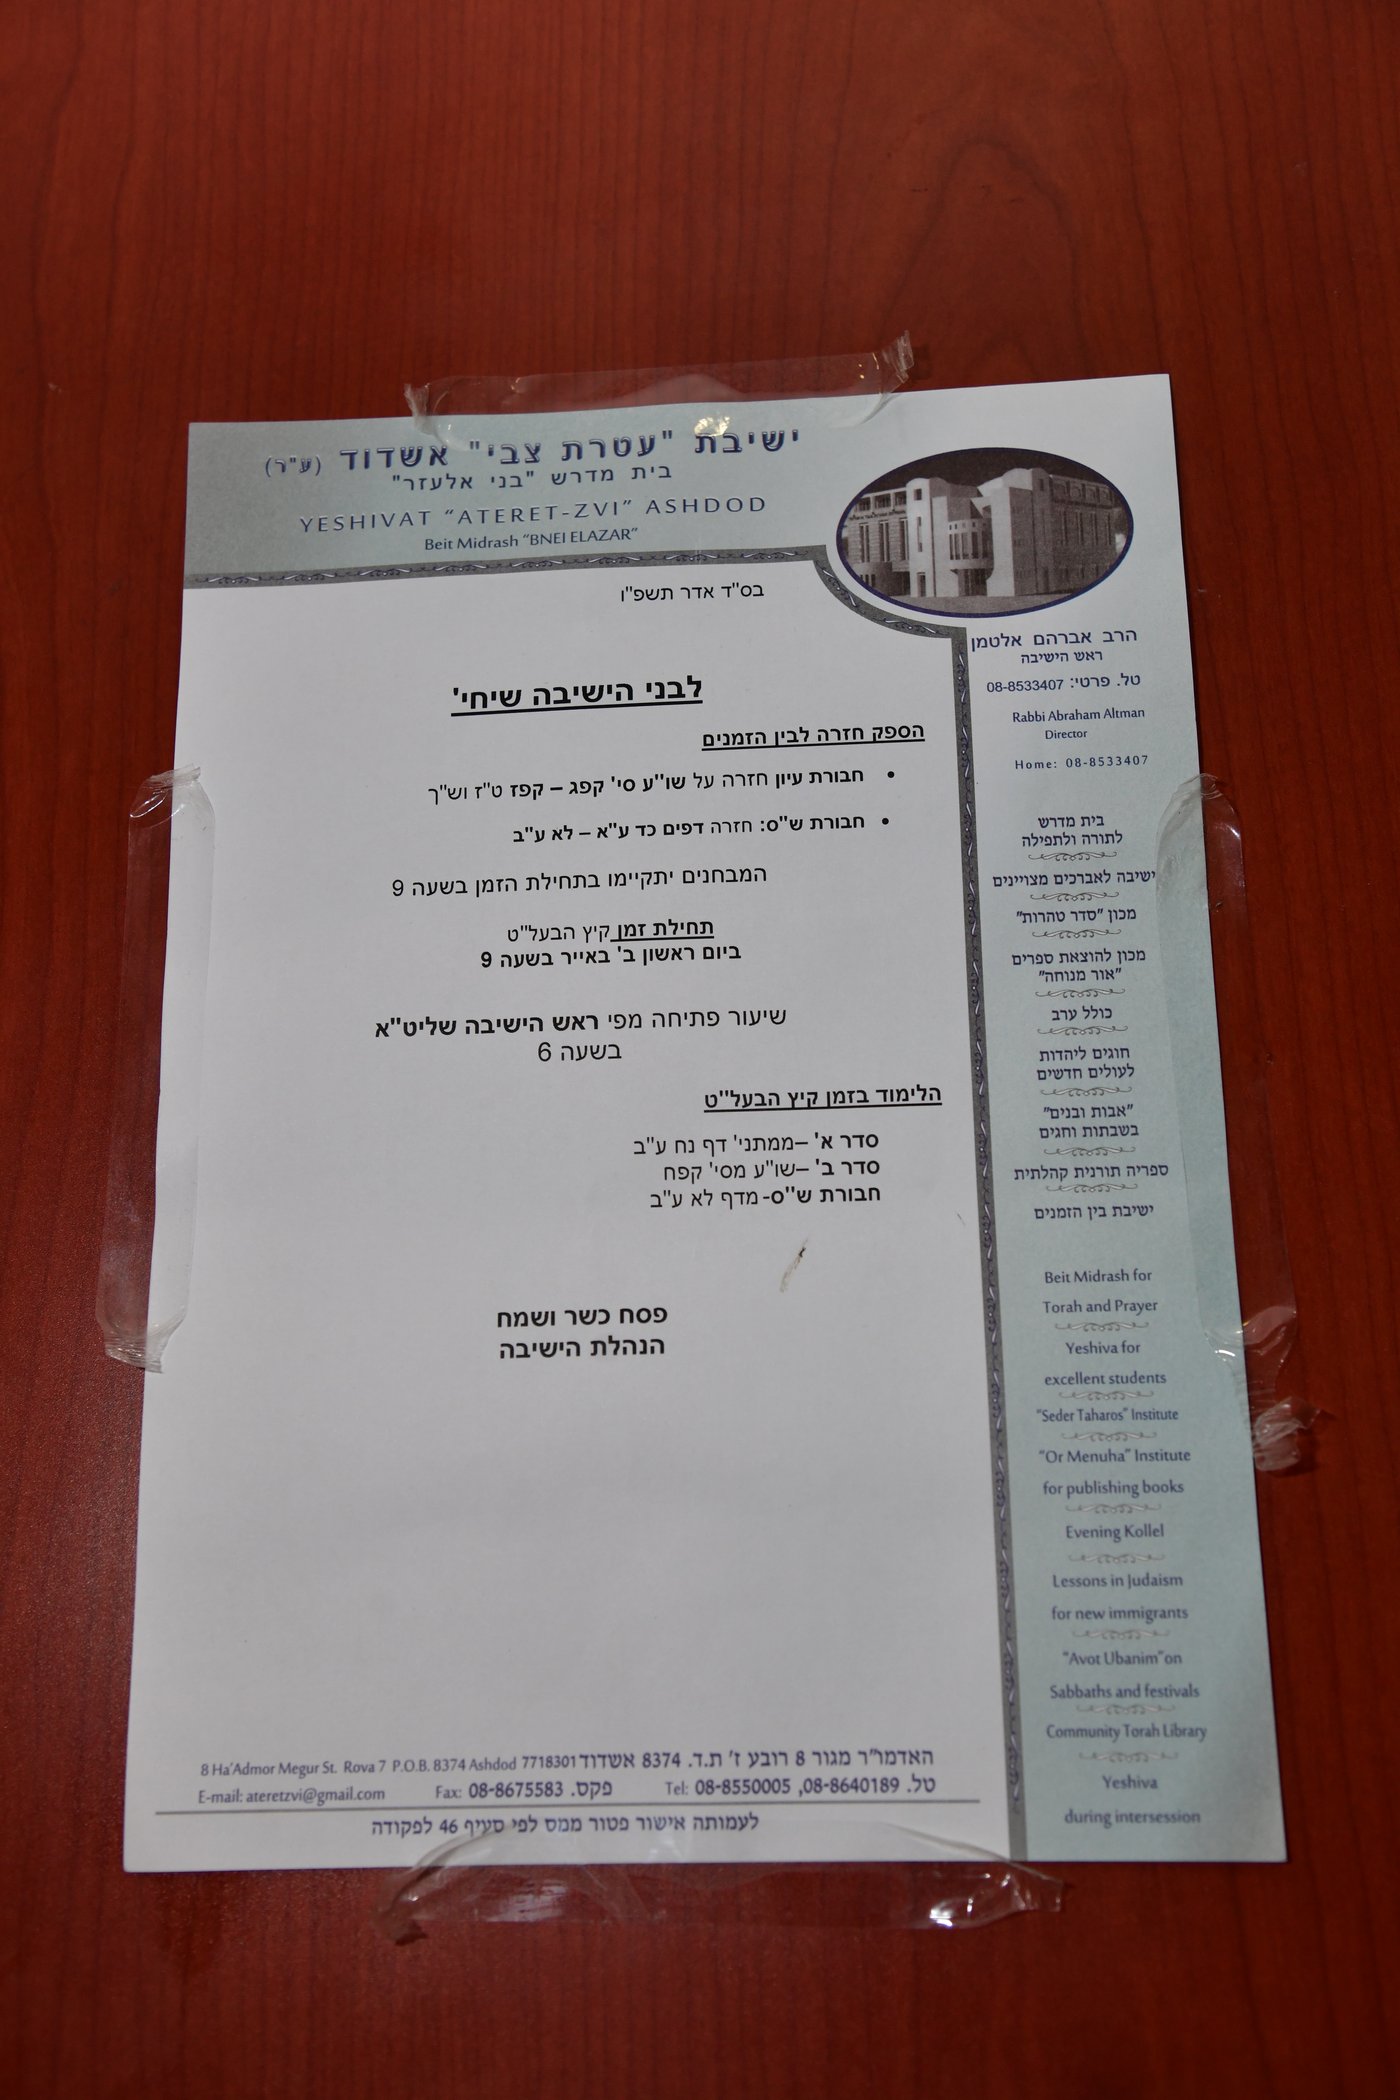 ישיבת "עטרת צבי" אשדוד (ע"ר)
בית מדרש "בני אלעזר"
YESHIVAT "ATERET-ZVI" ASHDOD
Beit Midrash "BNEI ELAZAR"
בס"ד אדר תשפ"ו
לבני הישיבה שיחי'
הספק חזרה לבין הזמנים
• חבורת עיון חזרה על שו"ע סי' קפג – קפז ט"ז וש"ך
• חבורת ש"ס: חזרה דפים כד ע"א – לא ע"ב
המבחנים יתקיימו בתחילת הזמן בשעה 9
תחילת זמן קיץ הבעל"ט
ביום ראשון ב' באייר בשעה 9
שיעור פתיחה מפי ראש הישיבה שליט"א
בשעה 6
הלימוד בזמן קיץ הבעל"ט
סדר א' –ממתני' דף נח ע"ב
סדר ב' –שו"ע מסי' קפח
חבורת ש"ס- מדף לא ע"ב
פסח כשר ושמח
הנהלת הישיבה
הרב אברהם אלטמן
ראש הישיבה
טל. פרטי: 08-8533407
Rabbi Abraham Altman
Director
Home: 08-8533407
בית מדרש
לתורה ולתפילה
ישיבה לאברכים מצויינים
מכון "סדר טהרות"
מכון להוצאת ספרים
"אור מנוחה"
כולל ערב
חוגים ליהדות
לעולים חדשים
"אבות ובנים"
בשבתות וחגים
ספריה תורנית קהלתית
ישיבת בין הזמנים
Beit Midrash for
Torah and Prayer
Yeshiva for
excellent students
"Seder Taharos" Institute
"Or Menuha" Institute
for publishing books
Evening Kollel
Lessons in Judaism
for new immigrants
"Avot Ubanim" on
Sabbaths and festivals
Community Torah Library
Yeshiva
during intersession
האדמו"ר מגור 8 רובע ז' ת.ד. 8374 אשדוד 7718301 8 Ha'Admor Megur St. Rova 7 P.O.B. 8374 Ashdod
טל. 08-8640189, 08-8550005 Tel: פקס. 08-8675583 Fax: E-mail: ateretzvi@gmail.com
לעמותה אישור פטור ממס לפי סעיף 46 לפקודה